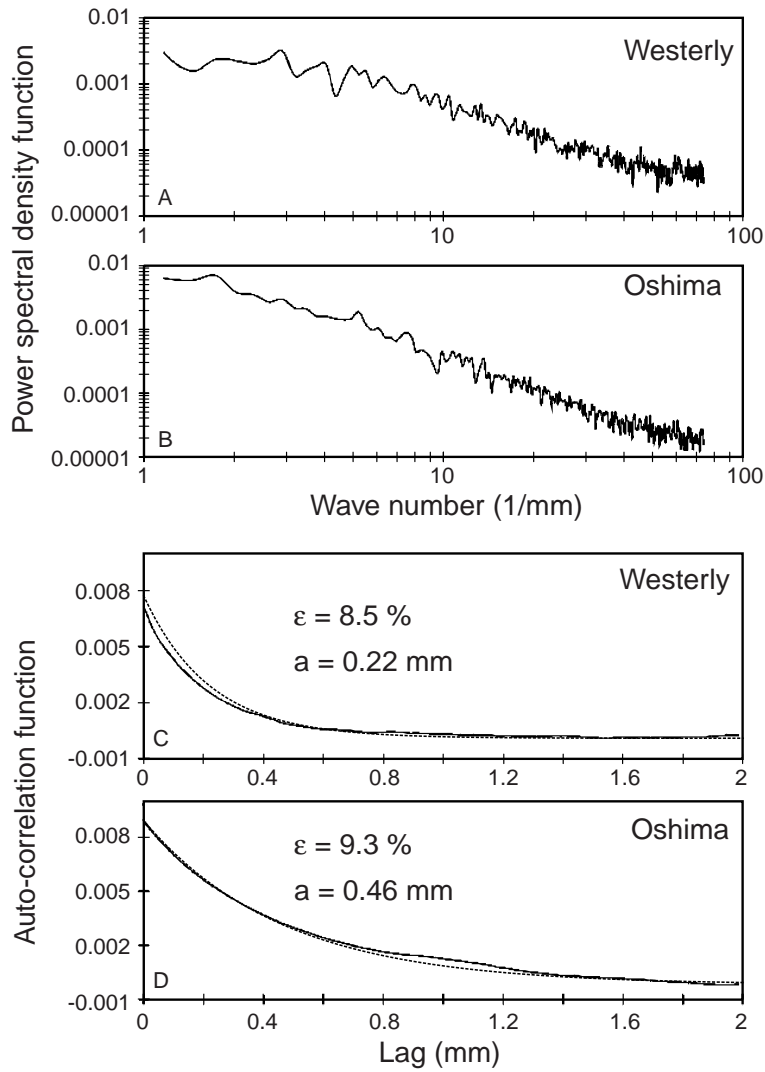 Power spectral density function
0.01
0.001
0.0001
0.00001
Westerly
A
1
10
100
0.01
0.001
0.0001
0.00001
Oshima
B
1
10
100
Wave number (1/mm)
Auto-correlation function
0.008
0.005
0.002
-0.001
Westerly
ε = 8.5 %
a = 0.22 mm
C
0
0.4
0.8
1.2
1.6
2
0.008
0.005
0.002
-0.001
Oshima
ε = 9.3 %
a = 0.46 mm
D
0
0.4
0.8
1.2
1.6
2
Lag (mm)